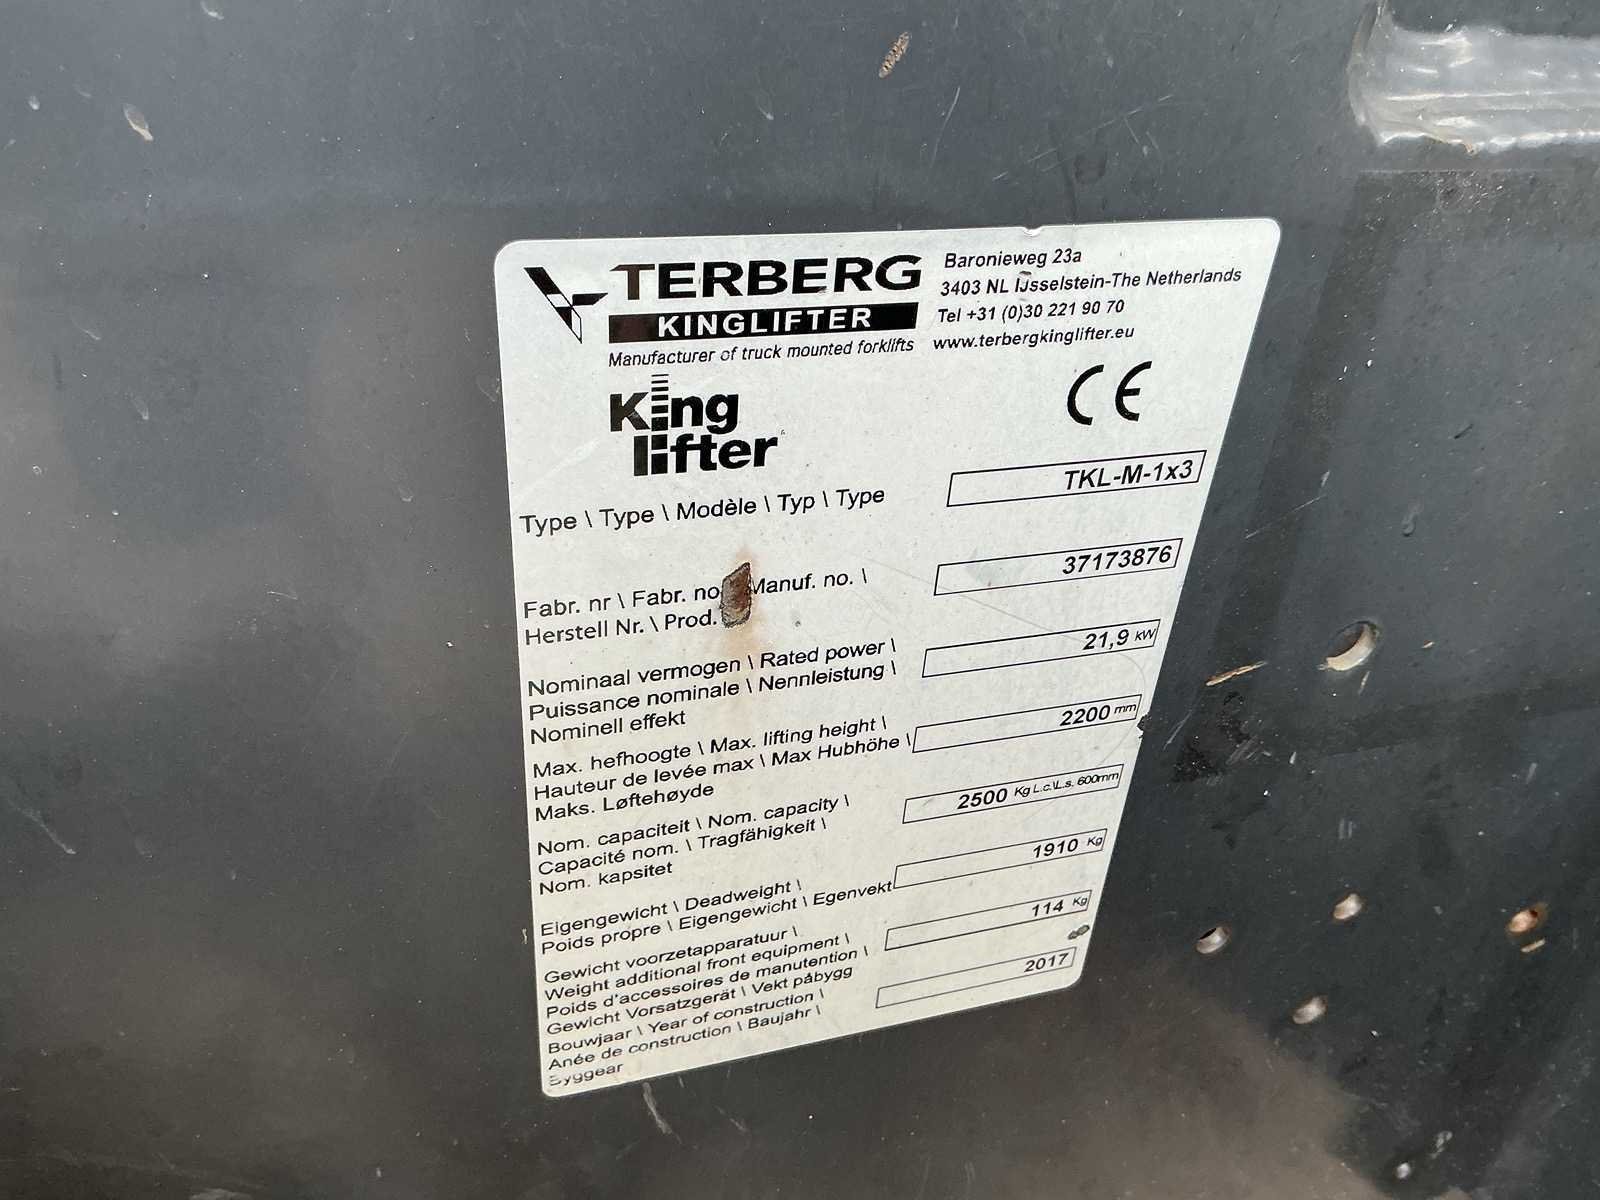 TERBERG
KINGLIFTER
Manufacturer of truck mounted forklifts
Baronieweg 23a
3403 NL IJsselstein-The Netherlands
Tel +31 (0)30 221 90 70
www.terbergkinglifter.eu
King
lifter
CE
Type \ Type \ Modèle \ Typ \ Type
TKL-M-1x3
Fabr. nr \ Fabr. no Manuf. no. \
Herstell Nr. \ Prod.
37173876
Nominaal vermogen \ Rated power \
Puissance nominale \ Nennleistung \
Nominell effekt
21,9 kW
Max. hefhoogte \ Max. lifting height \
Hauteur de levée max \ Max Hubhöhe \
Maks. Løftehøyde
2200 mm
Nom. capaciteit \ Nom. capacity \
Capacité nom. \ Tragfähigkeit \
Nom. kapsitet
2500 Kg L.c.\L.s. 600mm
Eigengewicht \ Deadweight \
Poids propre \ Eigengewicht \ Egenvekt
1910 Kg
Gewicht voorzetapparatuur \
Weight additional front equipment \
Poids d'accessoires de manutention \
Gewicht Vorsatzgerät \ Vekt påbygg
114 Kg
Bouwjaar \ Year of construction \
Anée de construction \ Baujahr \
Byggear
2017